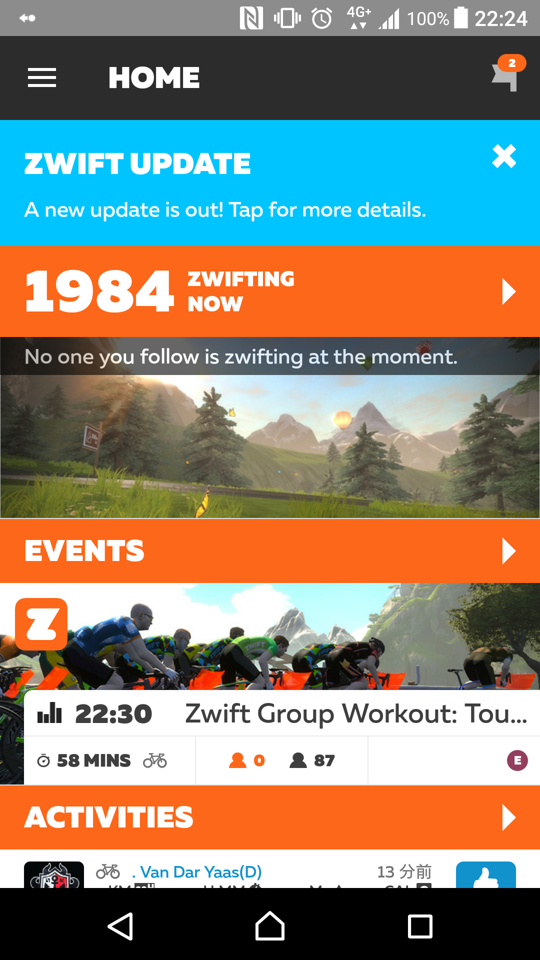 4G+
100%
22:24
HOME
2
ZWIFT UPDATE
A new update is out! Tap for more details.
1984 ZWIFTING NOW
No one you follow is zwifting at the moment.
EVENTS
Z
22:30 Zwift Group Workout: Tou...
58 MINS 0 87 E
ACTIVITIES
. Van Dar Yaas(D) 13 分前